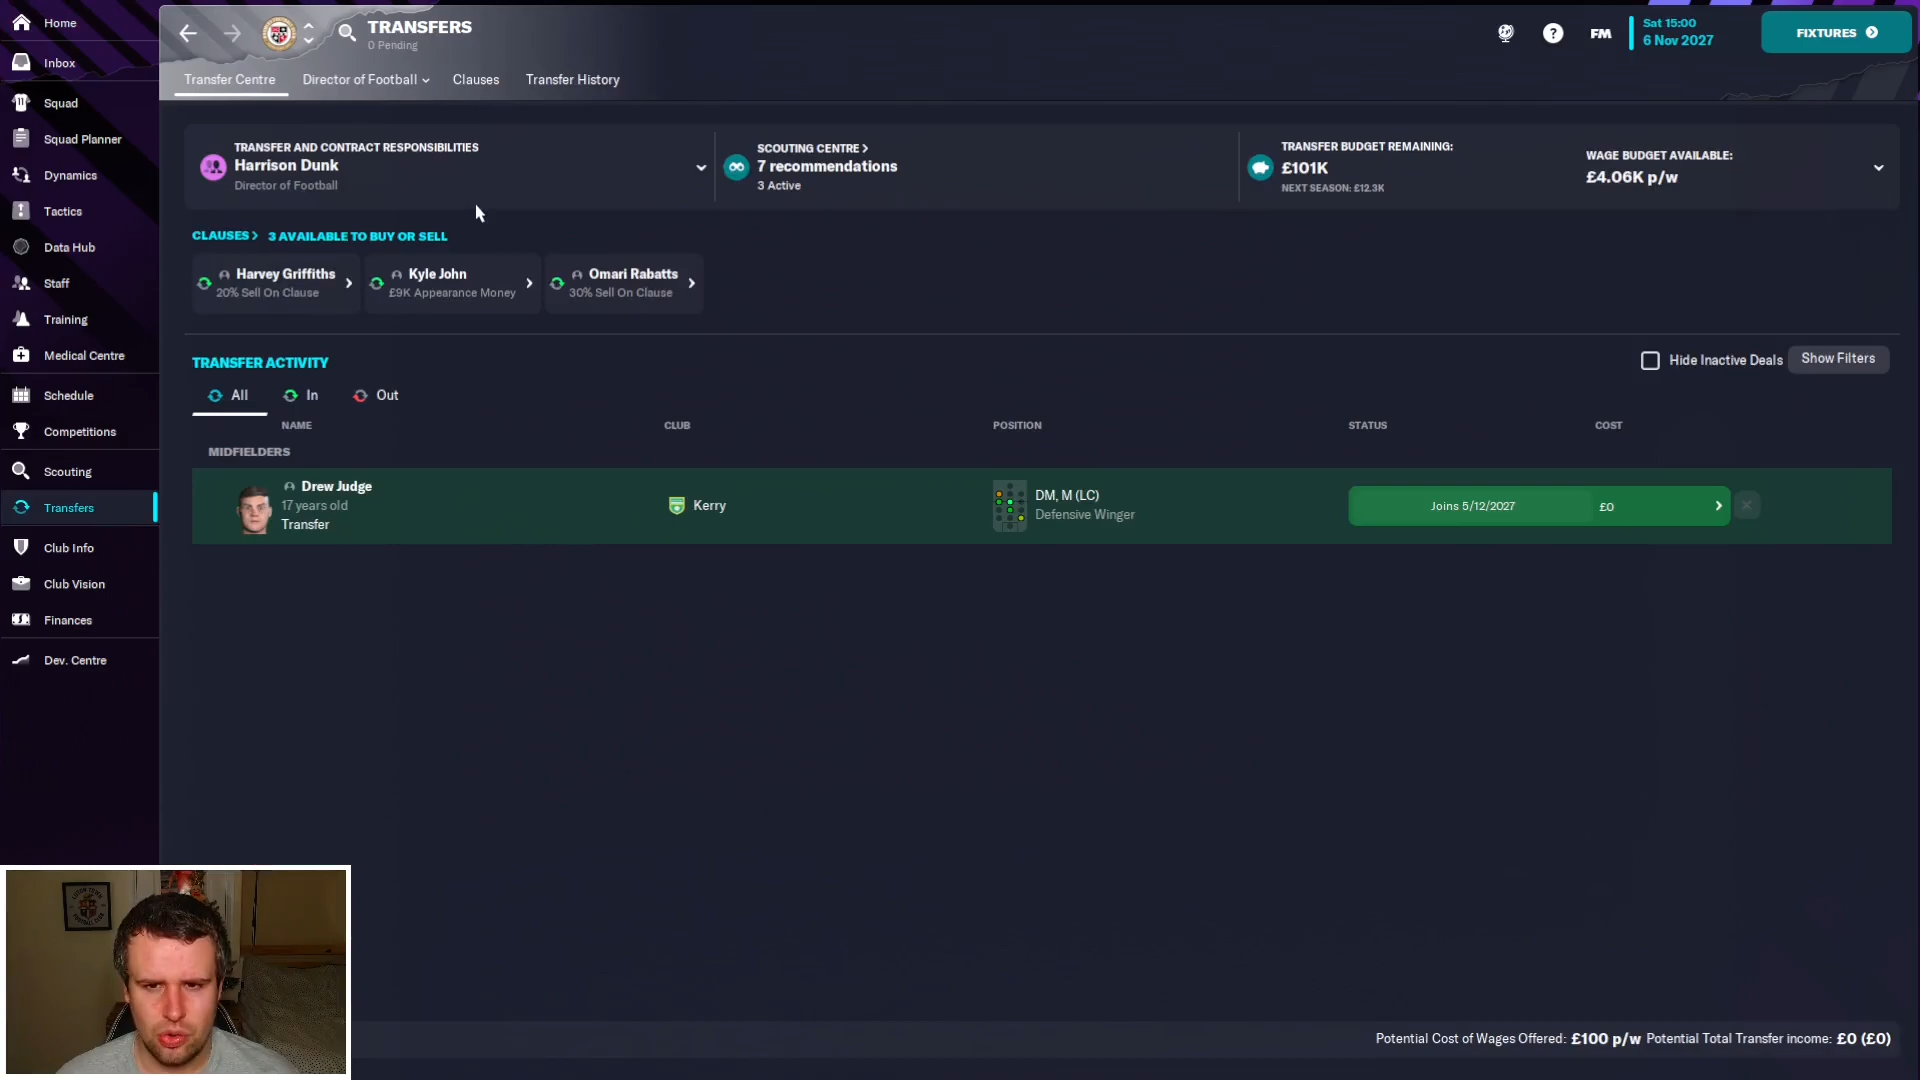 Home
Inbox
Squad
Squad Planner
Dynamics
Tactics
Data Hub
Staff
Training
Medical Centre
Schedule
Competitions
Scouting
Transfers
Club Info
Club Vision
Finances
Dev. Centre
TRANSFERS
0 Pending
?
FM
Sat 15:00
6 Nov 2027
FIXTURES
Transfer Centre
Director of Football
Clauses
Transfer History
TRANSFER AND CONTRACT RESPONSIBILITIES
Harrison Dunk
Director of Football
SCOUTING CENTRE >
7 recommendations
3 Active
TRANSFER BUDGET REMAINING:
£101K
NEXT SEASON: £12.3K
WAGE BUDGET AVAILABLE:
£4.06K p/w
CLAUSES > 3 AVAILABLE TO BUY OR SELL
Harvey Griffiths
20% Sell On Clause
Kyle John
£9K Appearance Money
Omari Rabatts
30% Sell On Clause
TRANSFER ACTIVITY
Hide Inactive Deals
Show Filters
All
In
Out
NAME CLUB POSITION STATUS COST
MIDFIELDERS
Drew Judge
17 years old
Transfer
Kerry
DM, M (LC)
Defensive Winger
Joins 5/12/2027
£0
Potential Cost of Wages Offered: £100 p/w Potential Total Transfer income: £0 (£0)